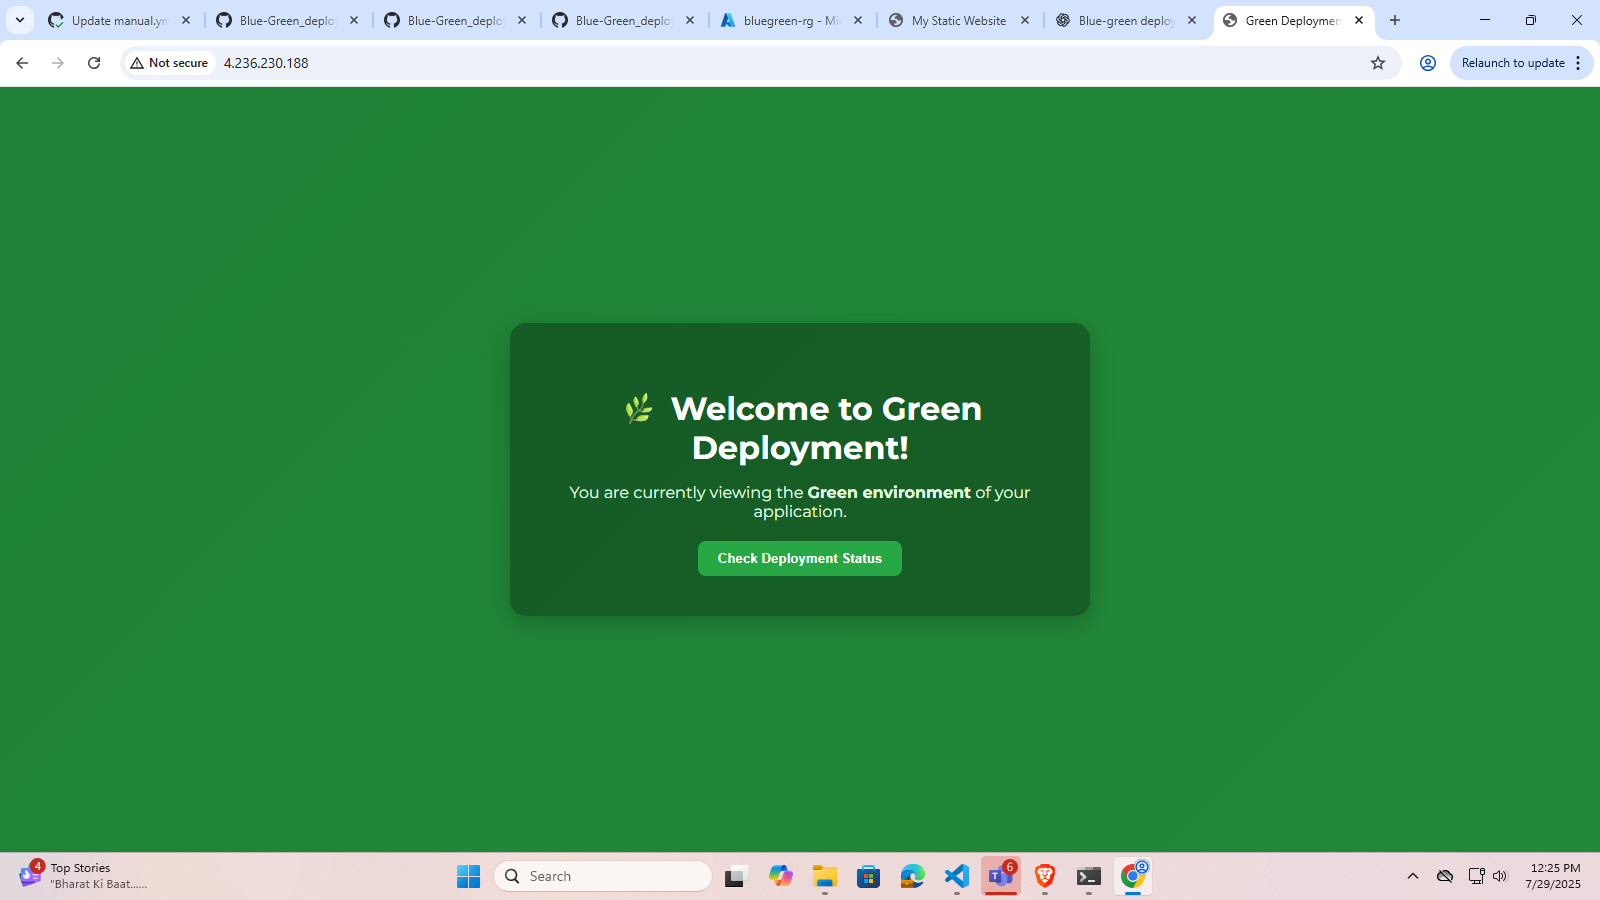 Update manual.ym
Blue-Green_deplo
Blue-Green_deplo
Blue-Green_deplo
bluegreen-rg - Mi
My Static Website
Blue-green deploy
Green Deploymen
Not secure
4.236.230.188
Relaunch to update
Welcome to Green
Deployment!
You are currently viewing the Green environment of your
application.
Check Deployment Status
4
Top Stories
"Bharat Ki Baat......
Search
6
12:25 PM
7/29/2025